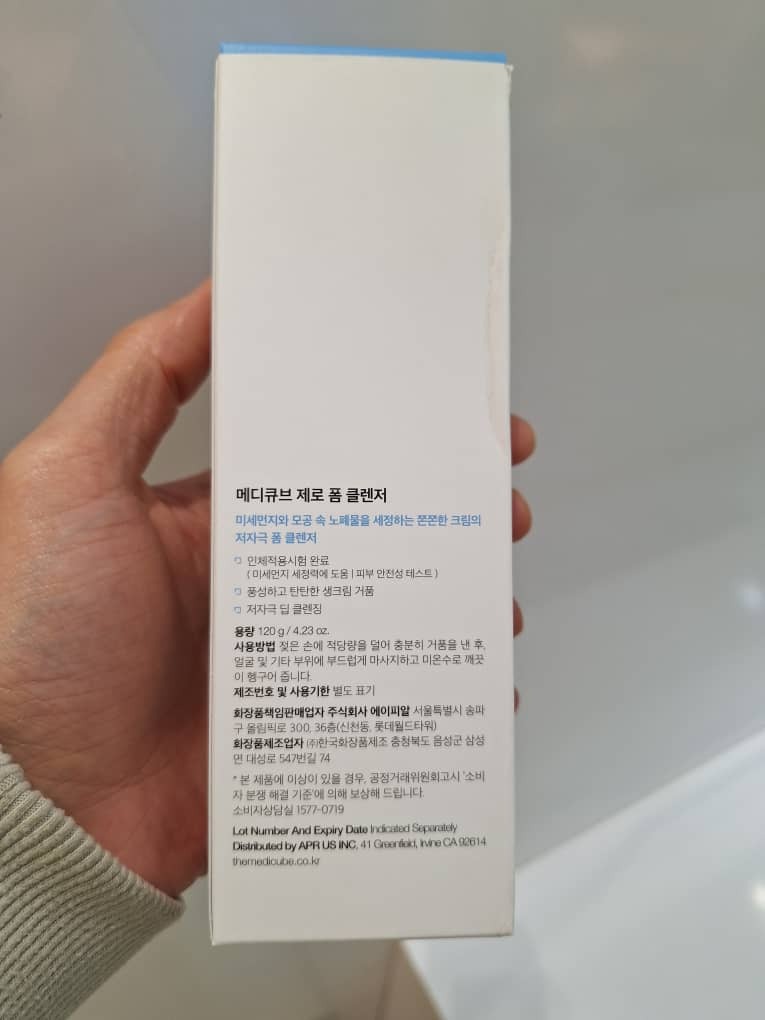 메디큐브 제로 폼 클렌저
미세먼지와 모공 속 노폐물을 세정하는 쫀쫀한 크림의
저자극 폼 클렌저
인체적용시험 완료
( 미세먼지 세정력에 도움 | 피부 안전성 테스트 )
풍성하고 탄탄한 생크림 거품
저자극 딥 클렌징
용량 120 g / 4.23 oz.
사용방법 젖은 손에 적당량을 덜어 충분히 거품을 낸 후,
얼굴 및 기타 부위에 부드럽게 마사지하고 미온수로 깨끗
이 헹구어 줍니다.
제조번호 및 사용기한 별도 표기
화장품책임판매업자 주식회사 에이피알 서울특별시 송파
구 올림픽로 300, 36층(신천동, 롯데월드타워)
화장품제조업자 ㈜한국화장품제조 충청북도 음성군 삼성
면 대성로 547번길 74
* 본 제품에 이상이 있을 경우, 공정거래위원회고시 '소비
자 분쟁 해결 기준'에 의해 보상해 드립니다.
소비자상담실 1577-0719
Lot Number And Expiry Date Indicated Separately
Distributed by APR US INC, 41 Greenfield, Irvine CA 92614
themedicube.co.kr